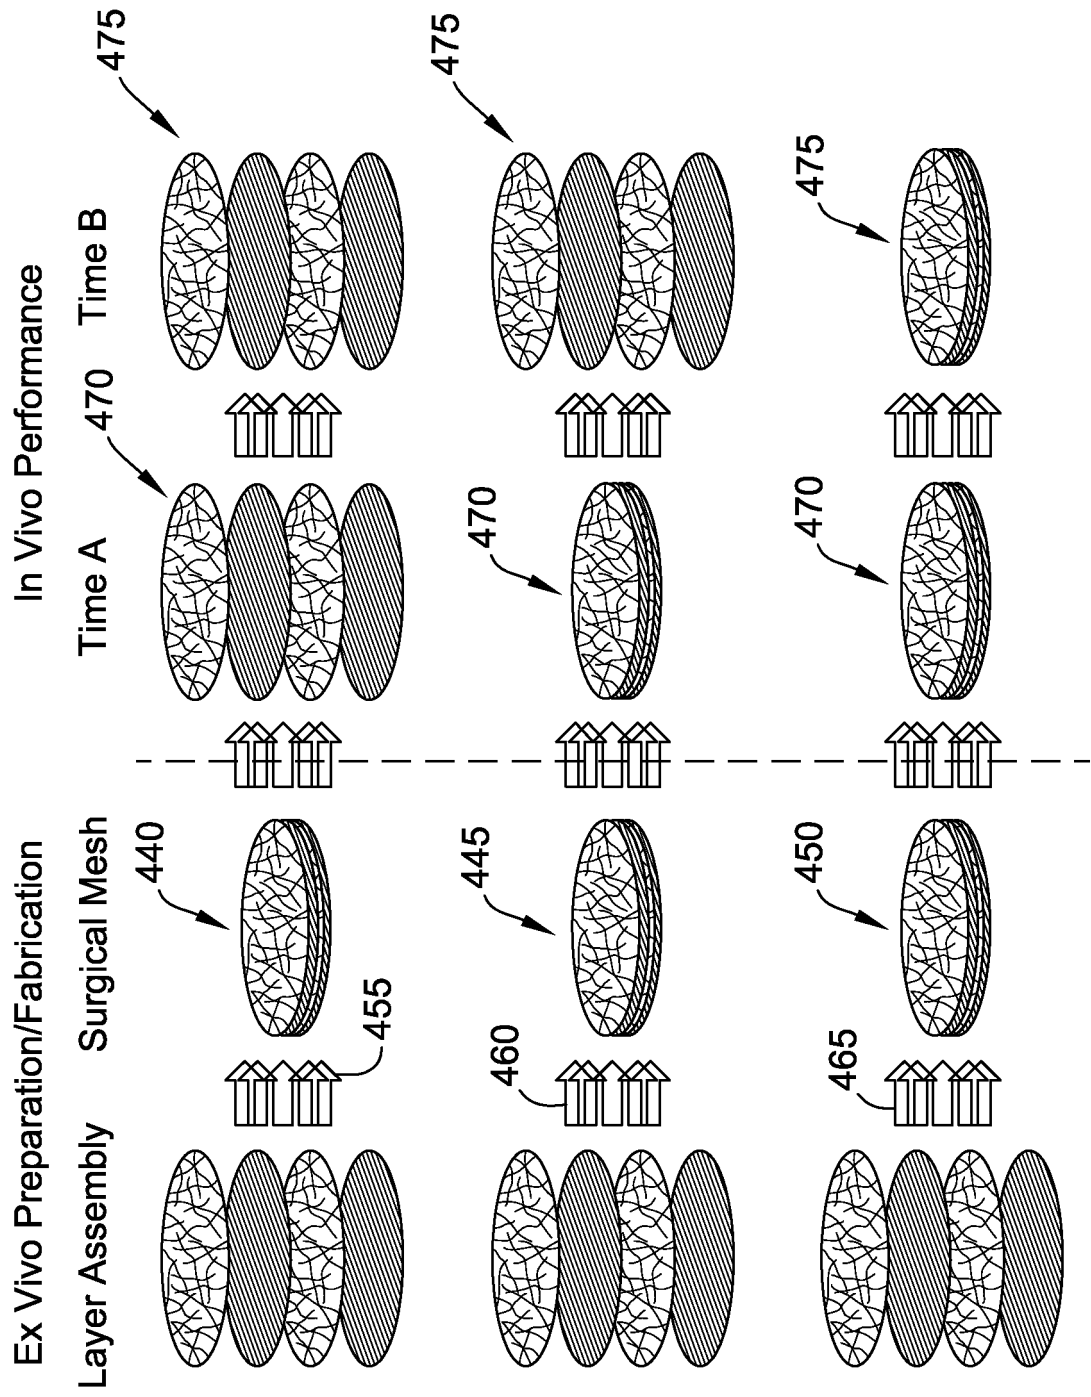 Ex Vivo Preparation/Fabrication
In Vivo Performance
Layer Assembly
Surgical Mesh
Time A
Time B
440
455
470
475
445
460
470
475
450
465
470
475